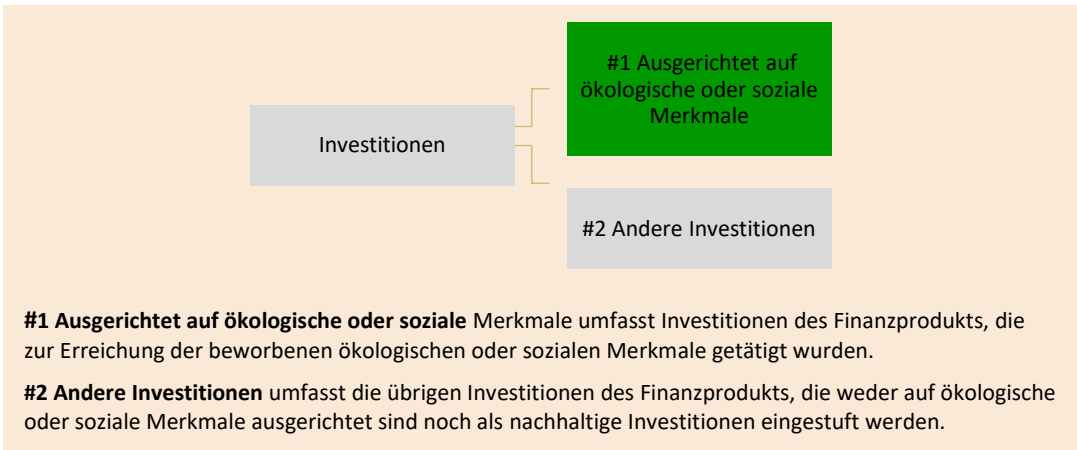 #1 Ausgerichtet auf
ökologische oder soziale
Merkmale
Investitionen
#2 Andere Investitionen
#1 Ausgerichtet auf ökologische oder soziale Merkmale umfasst Investitionen des Finanzprodukts, die
zur Erreichung der beworbenen ökologischen oder sozialen Merkmale getätigt wurden.
#2 Andere Investitionen umfasst die übrigen Investitionen des Finanzprodukts, die weder auf ökologische
oder soziale Merkmale ausgerichtet sind noch als nachhaltige Investitionen eingestuft werden.